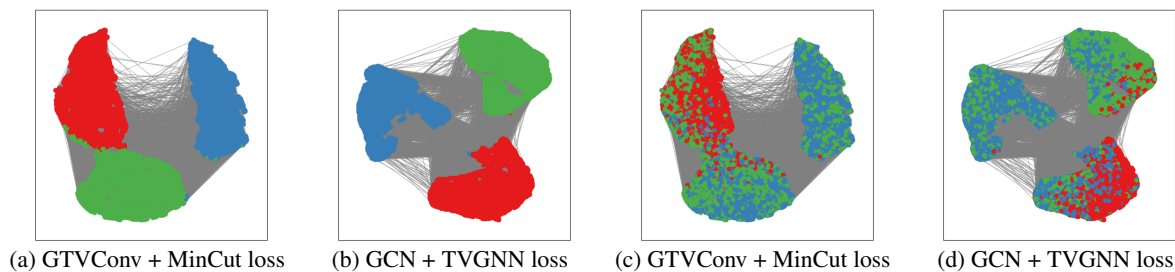 (a) GTVConv + MinCut loss
(b) GCN + TVGNN loss
(c) GTVConv + MinCut loss
(d) GCN + TVGNN loss